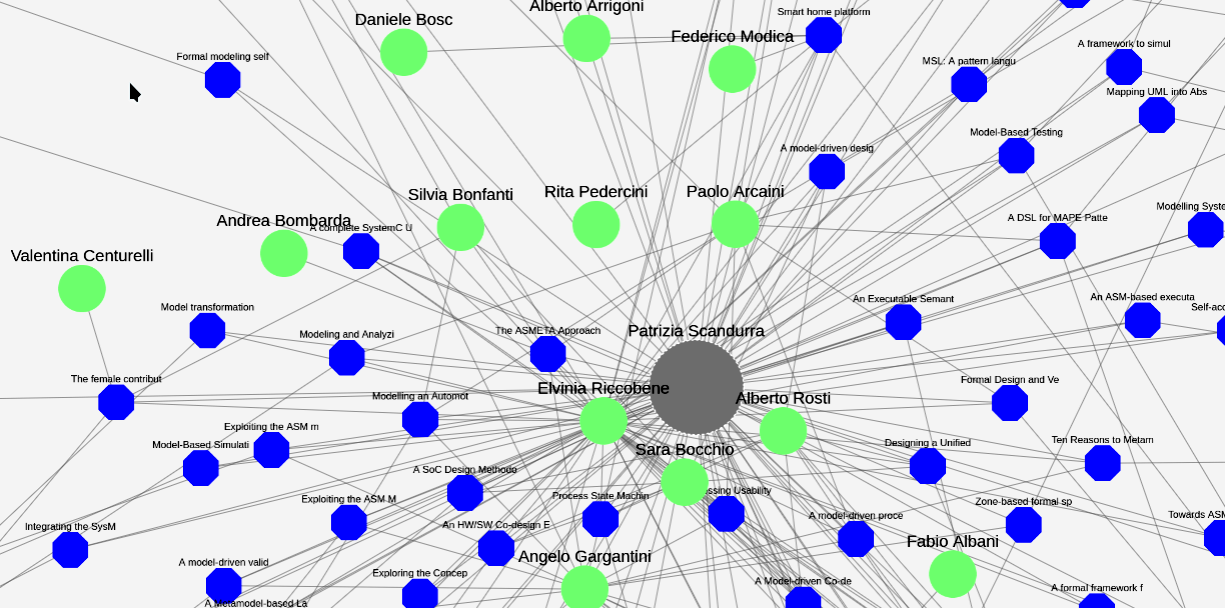 Alberto Arrigoni
Daniele Bosc
Smart home platform
Federico Modica
A framework to simul
Formal modeling self
MSL: A pattern langu
Mapping UML into Abs
Model-Based Testing
A model-driven desig
Silvia Bonfanti
Rita Pedercini
Paolo Arcaini
Modelling Syste
Andrea Bombarda
A DSL for MAPE Patte
A complete SystemC U
Valentina Centurelli
An Executable Semant
An ASM-based executa
Model transformation
Self-acc
Modeling and Analyzi
The ASMETA Approach
Patrizia Scandurra
The female contribut
Formal Design and Ve
Elvinia Riccobene
Modelling an Automot
Alberto Rosti
Exploiting the ASM m
Model-Based Simulati
Designing a Unified
Ten Reasons to Metam
Sara Bocchio
A SoC Design Methodo
ssing Usability
Process State Machin
Exploiting the ASM M
Zone-based formal sp
A model-driven proce
Towards ASM
Integrating the SysM
An HW/SW Co-design E
Fabio Albani
Angelo Gargantini
A model-driven valid
Exploring the Concep
A Model-driven Co-de
A formal framework f
A Metamodel-based La